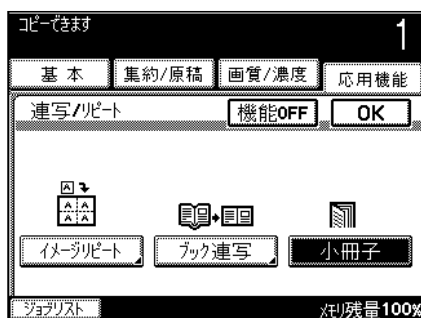 コピーできます
1
基本 集約/原稿 画質/濃度 応用機能
連写/リピート 機能OFF OK
イメージリピート ブック連写 小冊子
ジョブリスト メモリ残量100%